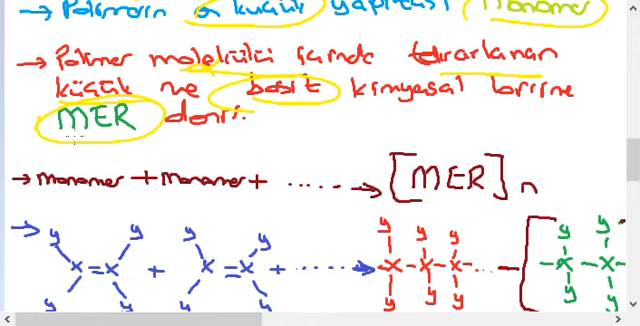 → Polimerin en küçük yapıtaşı Monomer
→ Polimer molekülü içinde tekrarlanan
küçük ve basit kimyasal birime
MER denir.
→ monomer + monomer + ...... → [MER]n
→ y y y y y y y y y
x=x + x=x + ......→ -x-x-x-... - [-x-x-
y y y y y y y y y